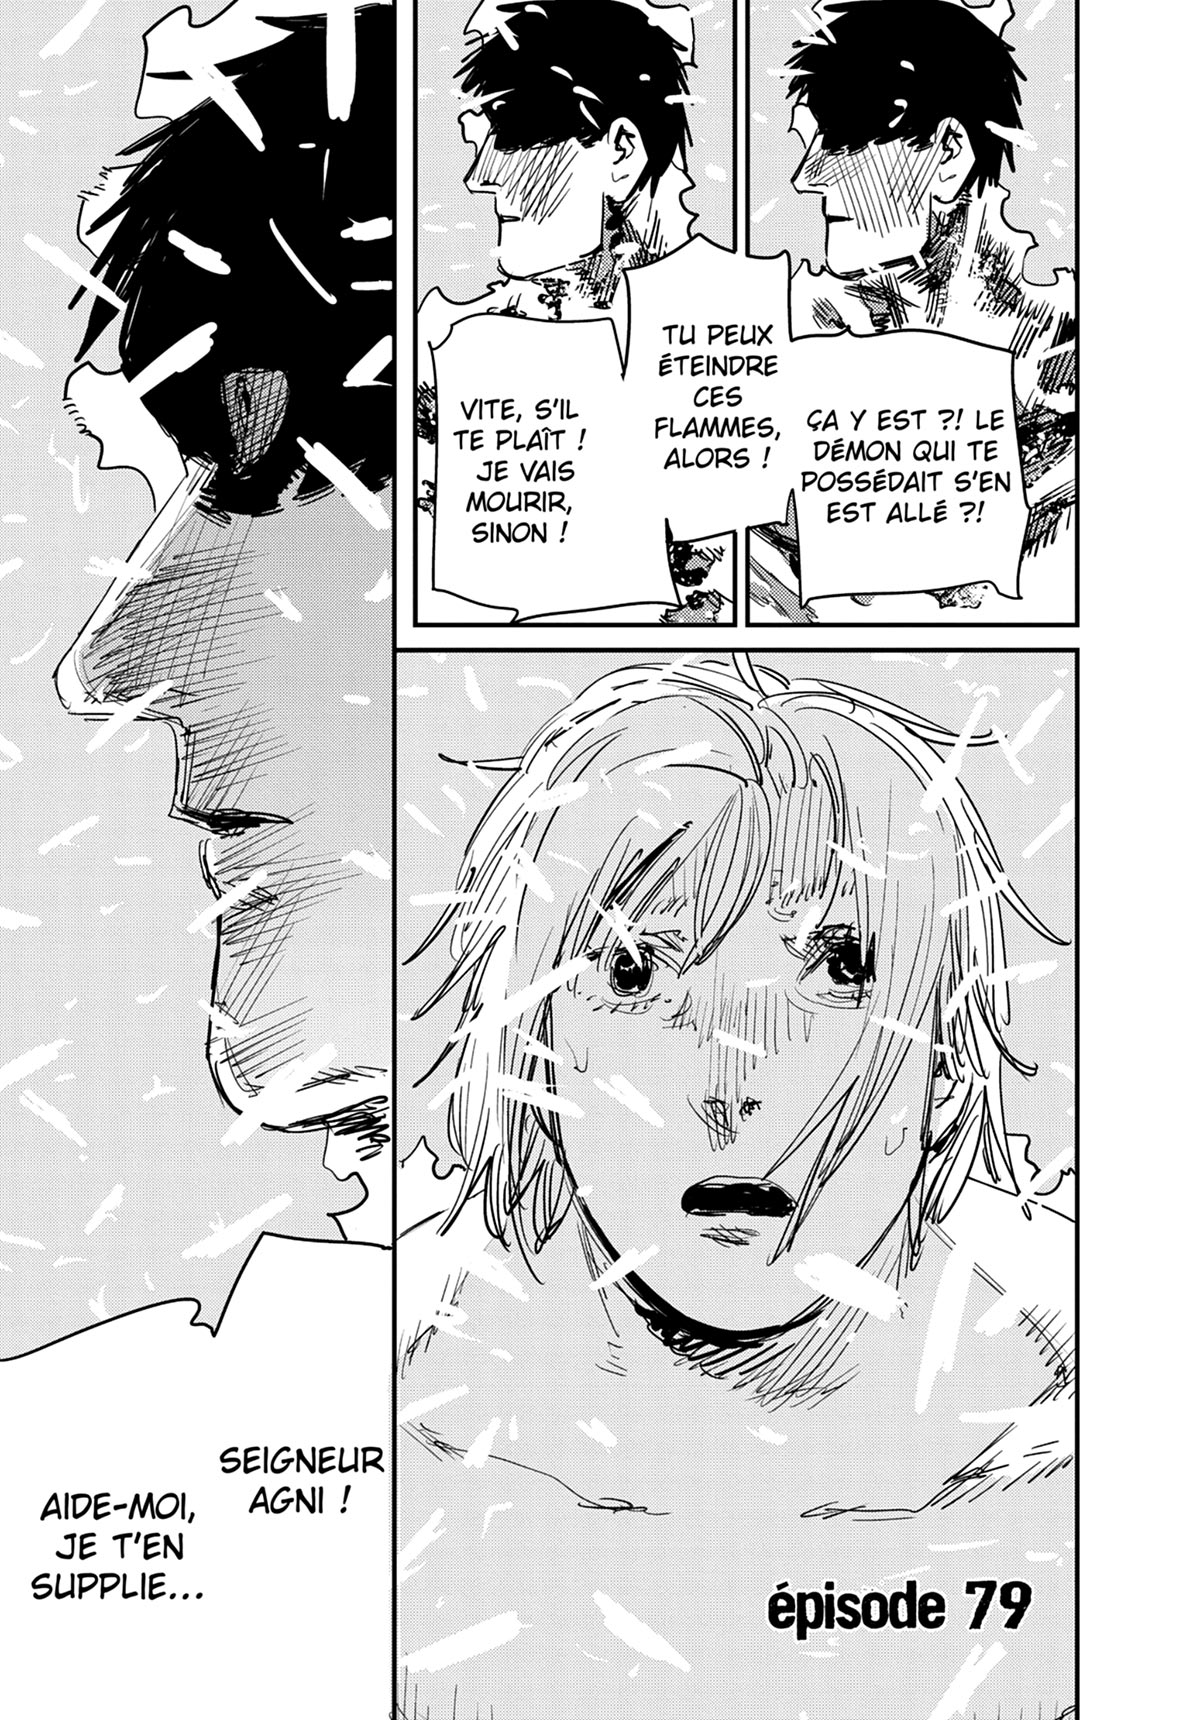 ÇA Y EST ?! LE
DÉMON QUI TE
POSSÉDAIT S'EN
EST ALLÉ ?!
TU PEUX
ÉTEINDRE
CES
FLAMMES,
ALORS !
VITE, S'IL
TE PLAÎT !
JE VAIS
MOURIR,
SINON !
épisode 79
SEIGNEUR
AGNI !
AIDE-MOI,
JE T'EN
SUPPLIE...